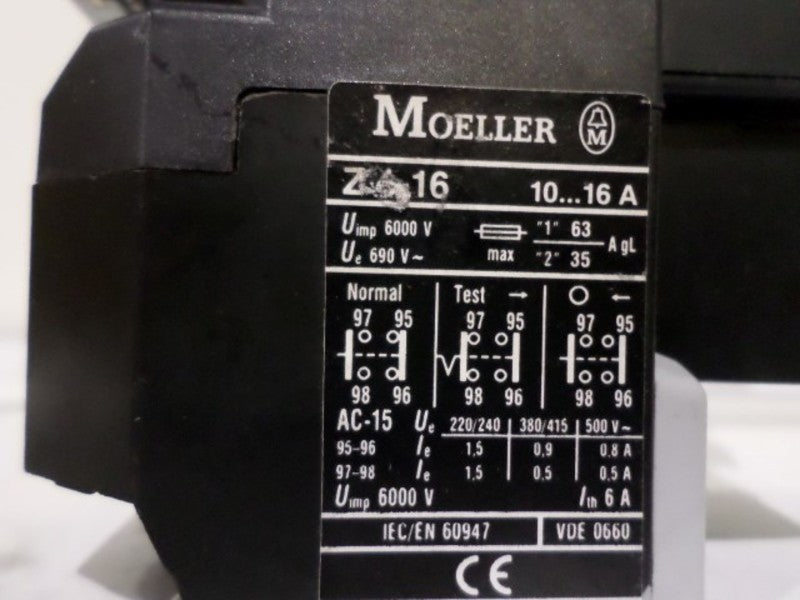 MOELLER M
16 10...16 A
Uimp 6000 V "1" 63 A gL
Ue 690 V~ max "2" 35
Normal Test → O ←
97 95 97 95 97 95
98 96 98 96 98 96
AC-15 Ue 220/240 380/415 500 V~
95-96 Ie 1,5 0,9 0.8 A
97-98 Ie 1,5 0,5 0,5 A
Uimp 6000 V Ith 6 A
IEC/EN 60947 VDE 0660
CE